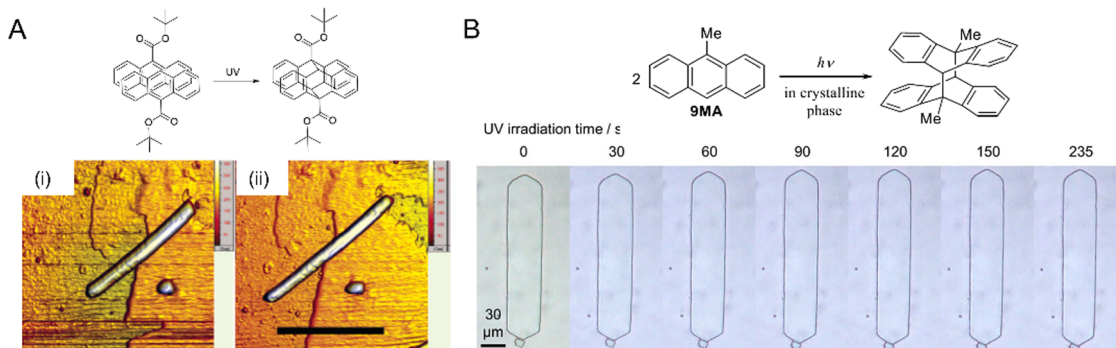 A
O
O
UV
O
O
O
O
O
O
(i)
(ii)
B
Me
2
9MA
hν
in crystalline
phase
Me
Me
UV irradiation time / s
0 30 60 90 120 150 235
30
µm